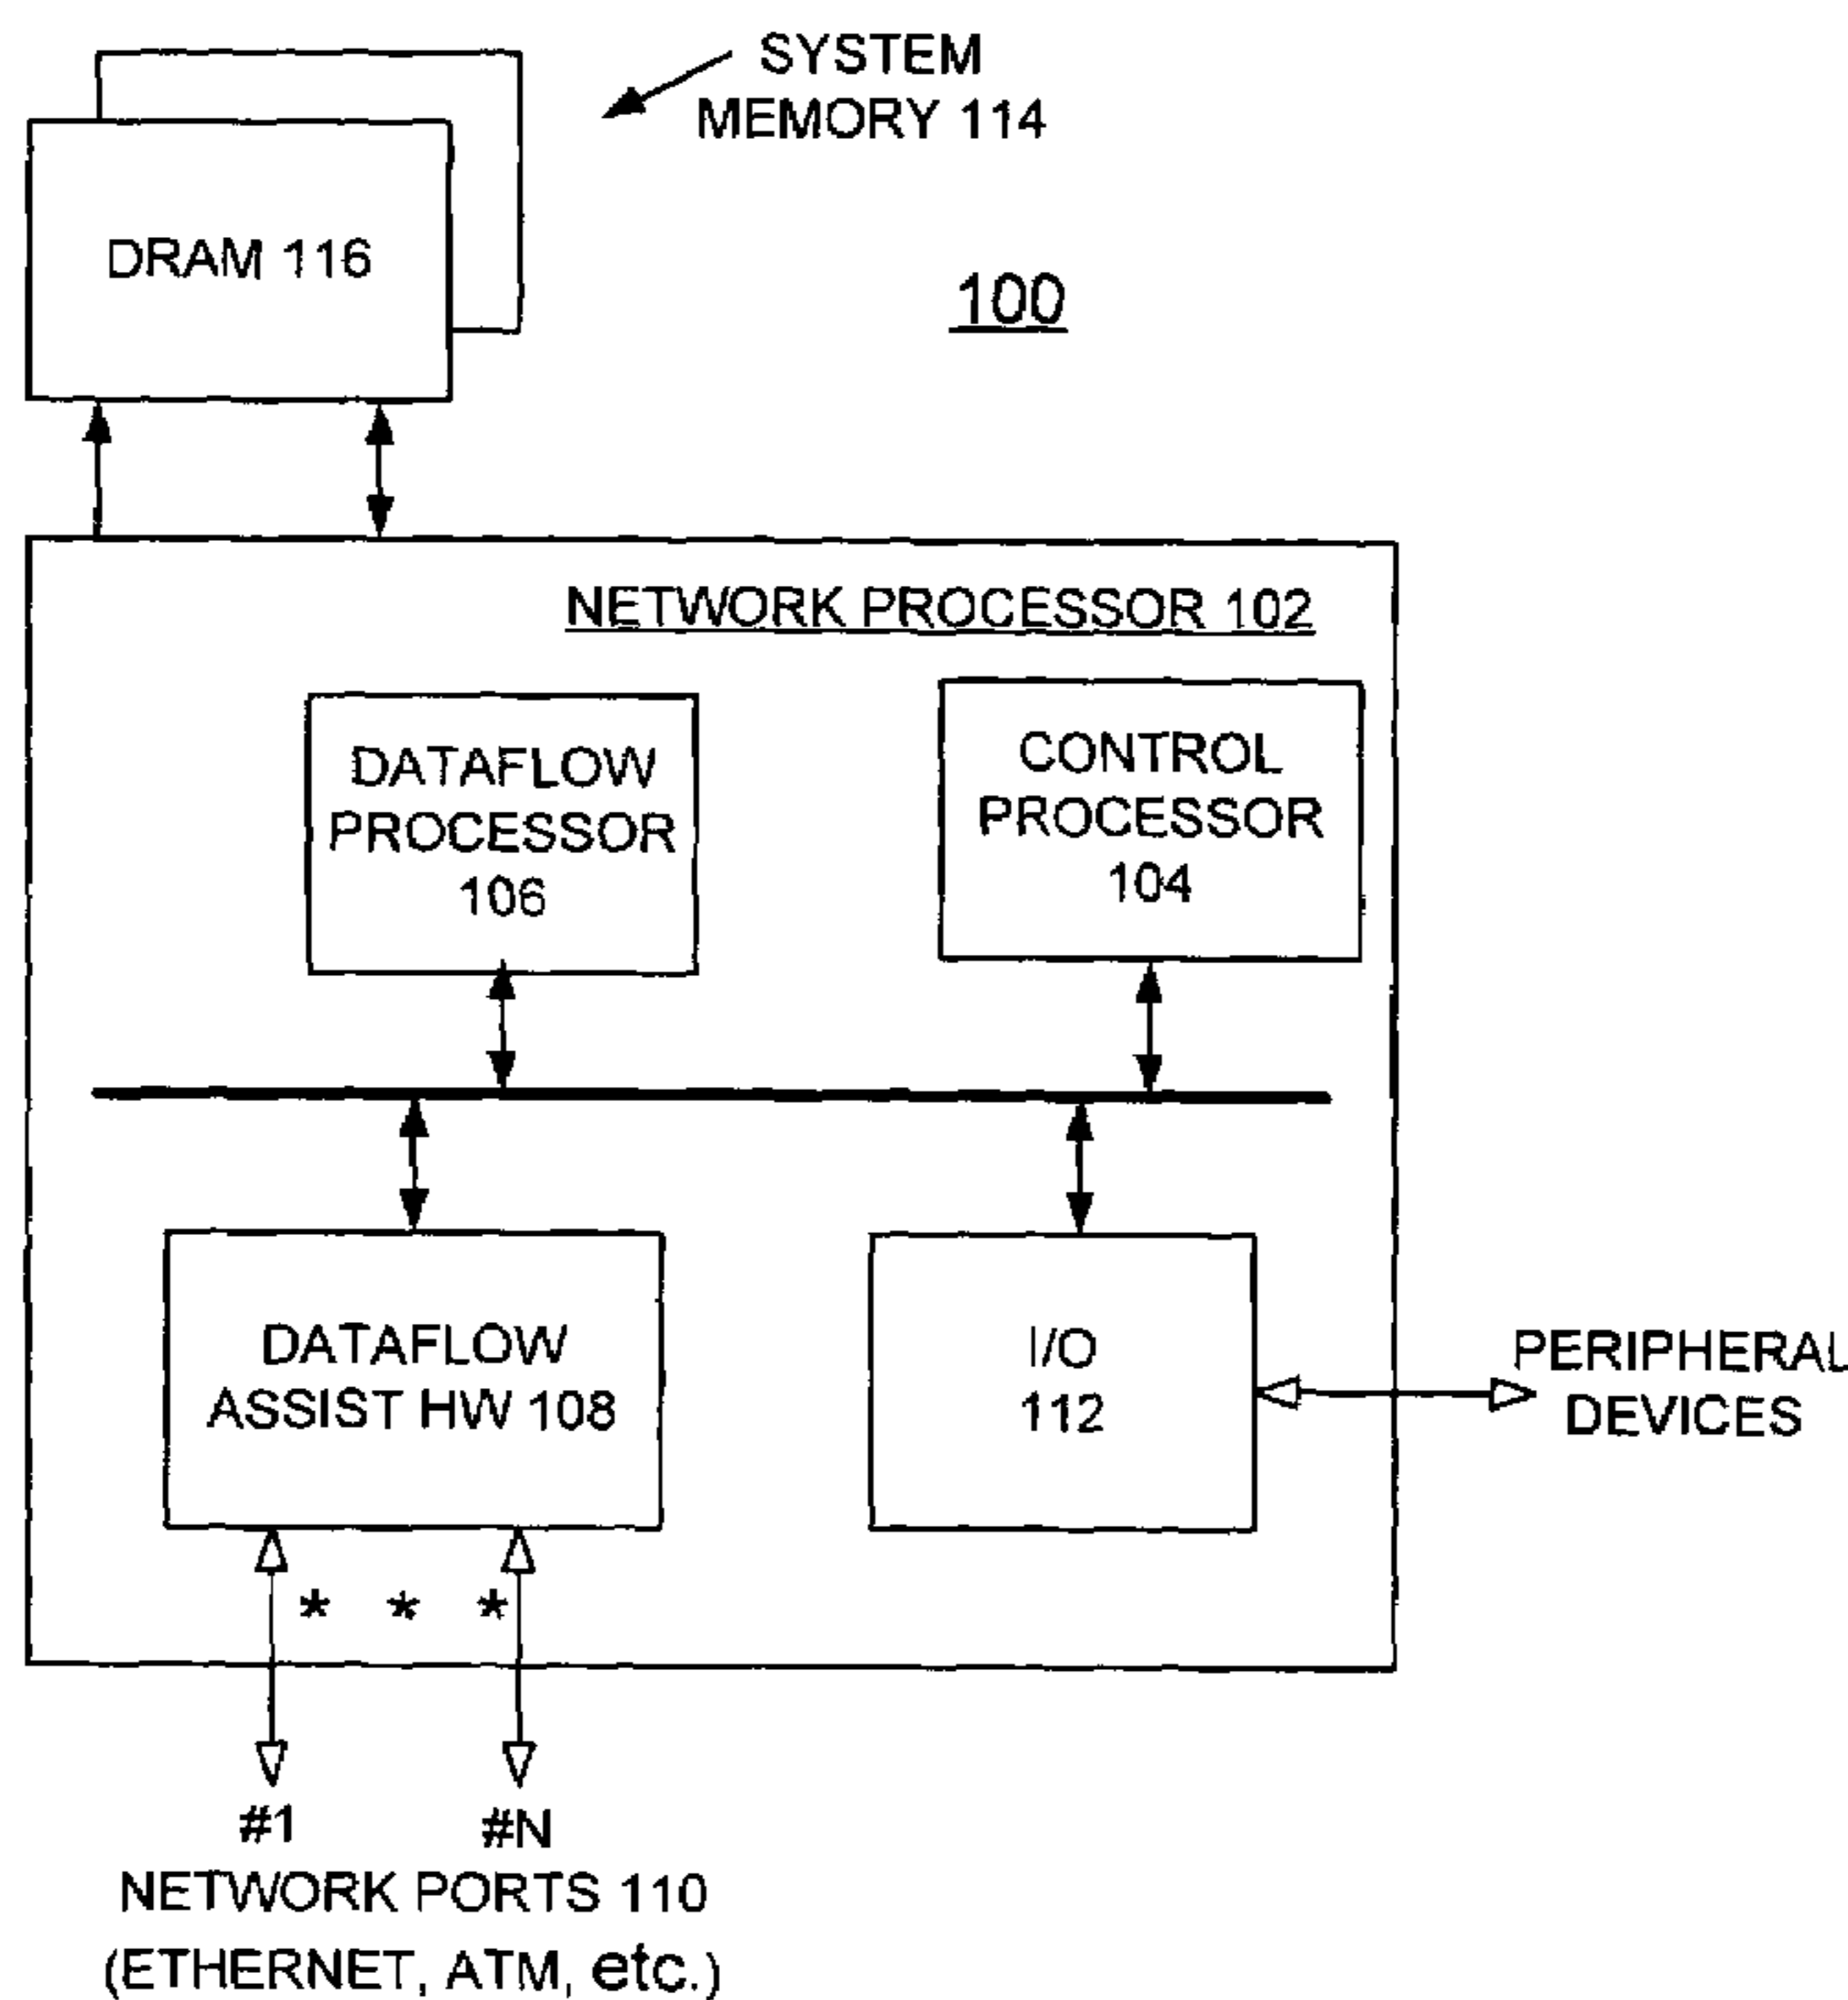 SYSTEM
MEMORY 114
DRAM 116
100
NETWORK PROCESSOR 102
DATAFLOW
PROCESSOR
106
CONTROL
PROCESSOR
104
DATAFLOW
ASSIST HW 108
I/O
112
PERIPHERAL
DEVICES
* * *
#1 #N
NETWORK PORTS 110
(ETHERNET, ATM, etc.)